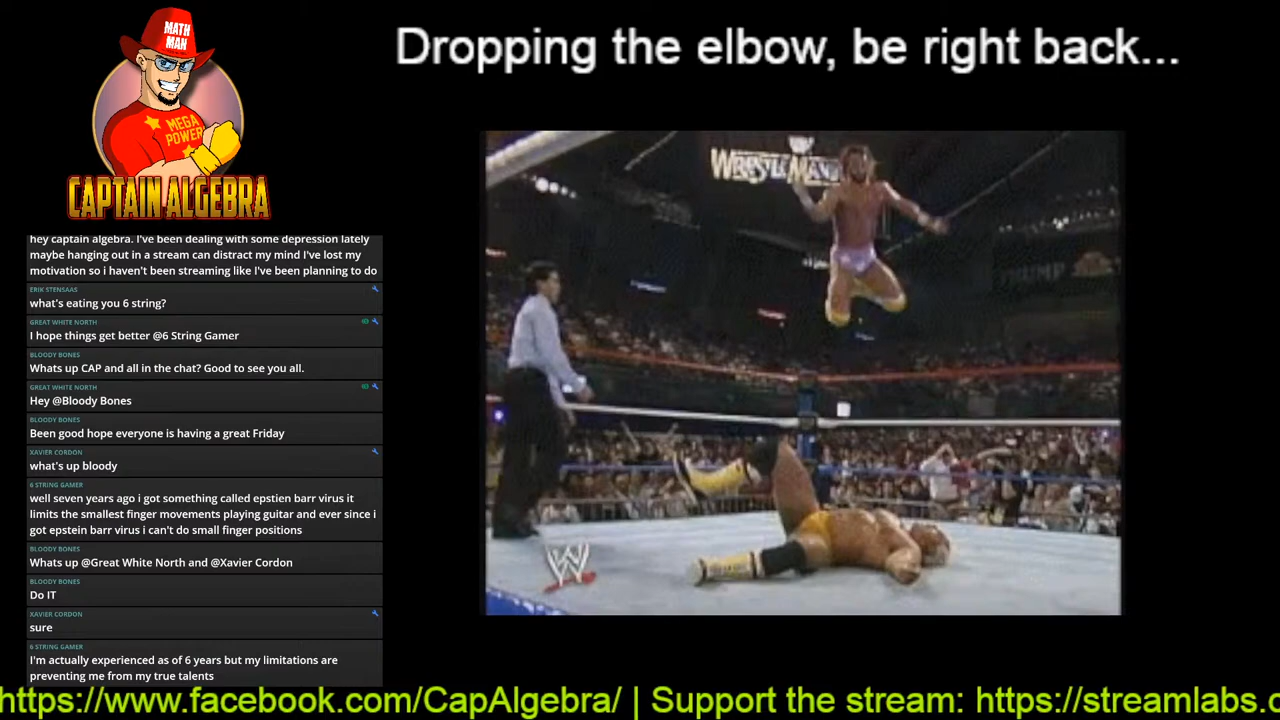 MATH
MAN
MEGA
POWER
CAPTAIN ALGEBRA
Dropping the elbow, be right back...
hey captain algebra. I've been dealing with some depression lately
maybe hanging out in a stream can distract my mind I've lost my
motivation so i haven't been streaming like I've been planning to do
ERIK STENSAAS
what's eating you 6 string?
GREAT WHITE NORTH
I hope things get better @6 String Gamer
BLOODY BONES
Whats up CAP and all in the chat? Good to see you all.
GREAT WHITE NORTH
Hey @Bloody Bones
BLOODY BONES
Been good hope everyone is having a great Friday
XAVIER CORDON
what's up bloody
6 STRING GAMER
well seven years ago i got something called epstien barr virus it
limits the smallest finger movements playing guitar and ever since i
got epstein barr virus i can't do small finger positions
BLOODY BONES
Whats up @Great White North and @Xavier Cordon
BLOODY BONES
Do IT
XAVIER CORDON
sure
6 STRING GAMER
I'm actually experienced as of 6 years but my limitations are
preventing me from my true talents
WRESTLEMANI
TRUMP
W
https://www.facebook.com/CapAlgebra/ | Support the stream: https://streamlabs.c